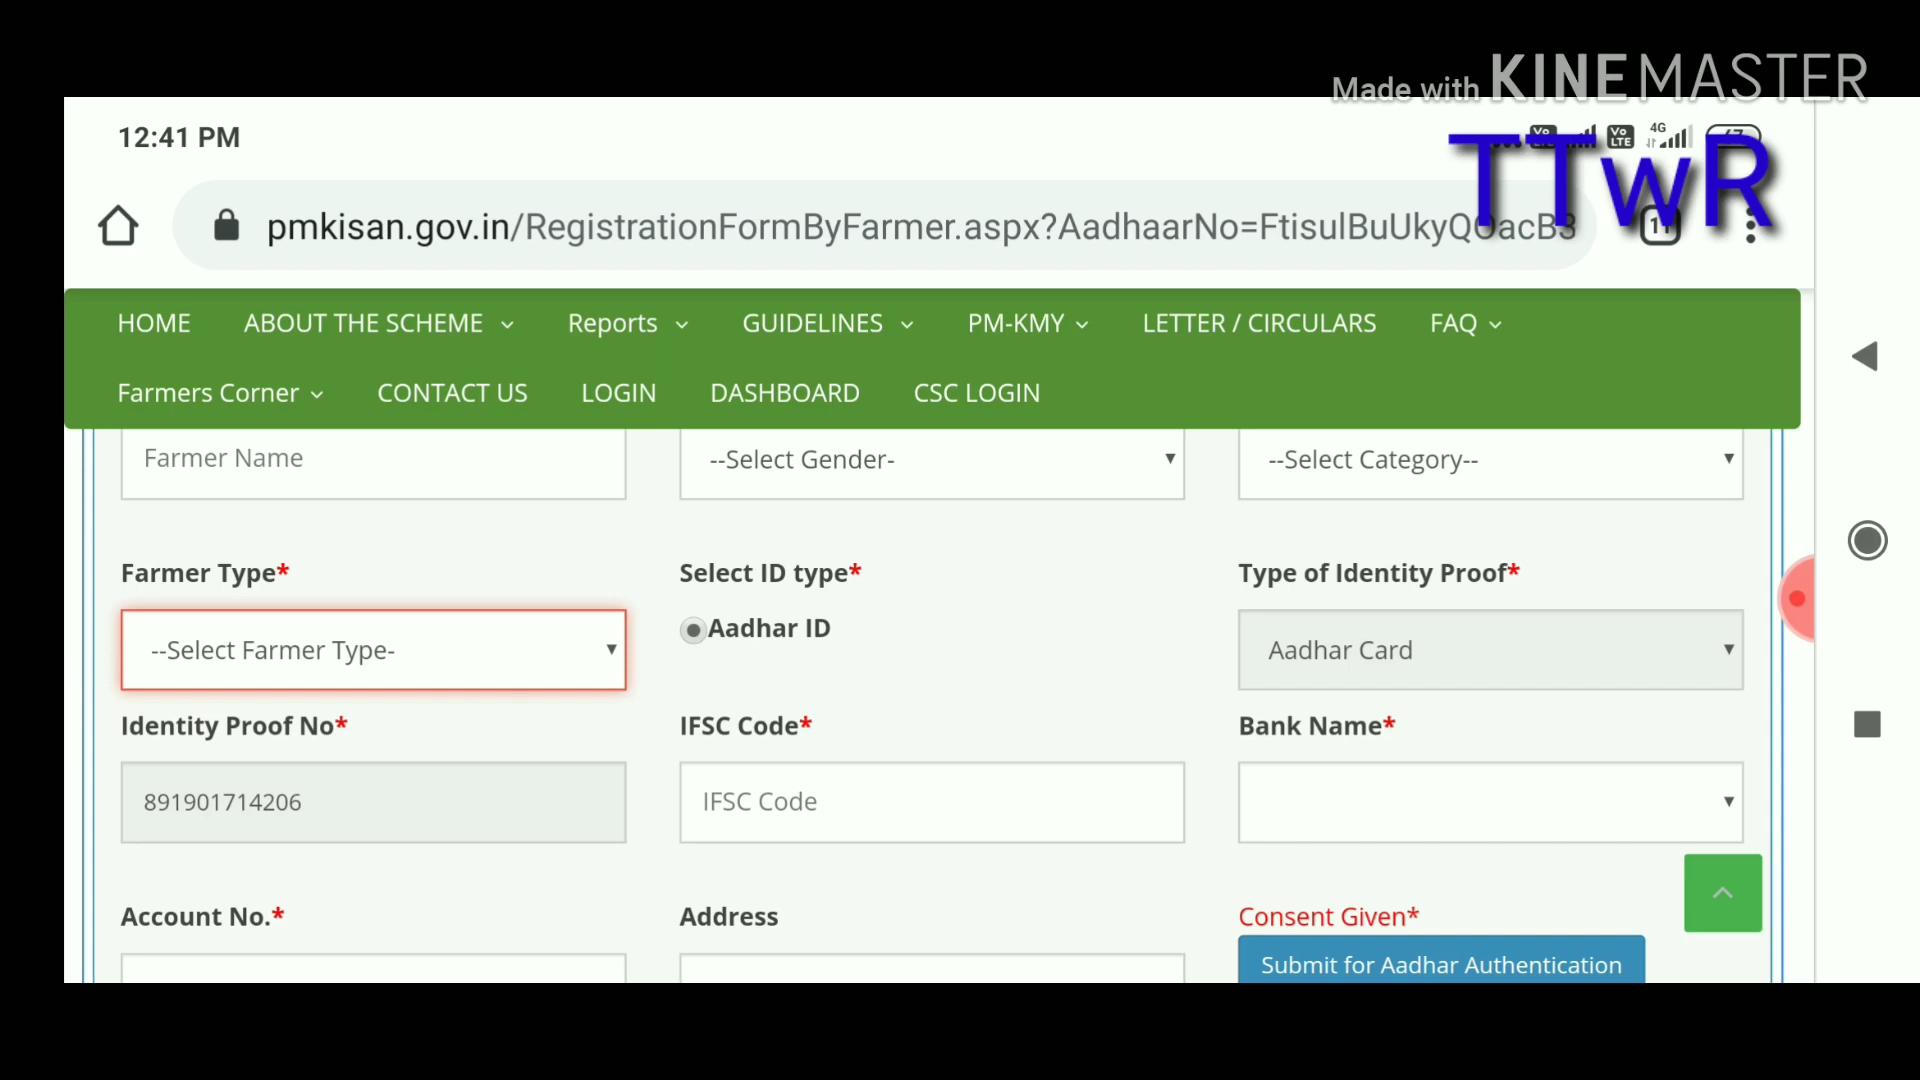 Made with KINEMASTER
12:41 PM
4G
TTwR
pmkisan.gov.in/RegistrationFormByFarmer.aspx?AadhaarNo=FtisulBuUkyQOacB3
HOME ABOUT THE SCHEME Reports GUIDELINES PM-KMY LETTER / CIRCULARS FAQ
Farmers Corner CONTACT US LOGIN DASHBOARD CSC LOGIN
Farmer Name --Select Gender- --Select Category--
Farmer Type* Select ID type* Type of Identity Proof*
--Select Farmer Type- Aadhar ID Aadhar Card
Identity Proof No* IFSC Code* Bank Name*
891901714206 IFSC Code
Account No.* Address Consent Given*
Submit for Aadhar Authentication